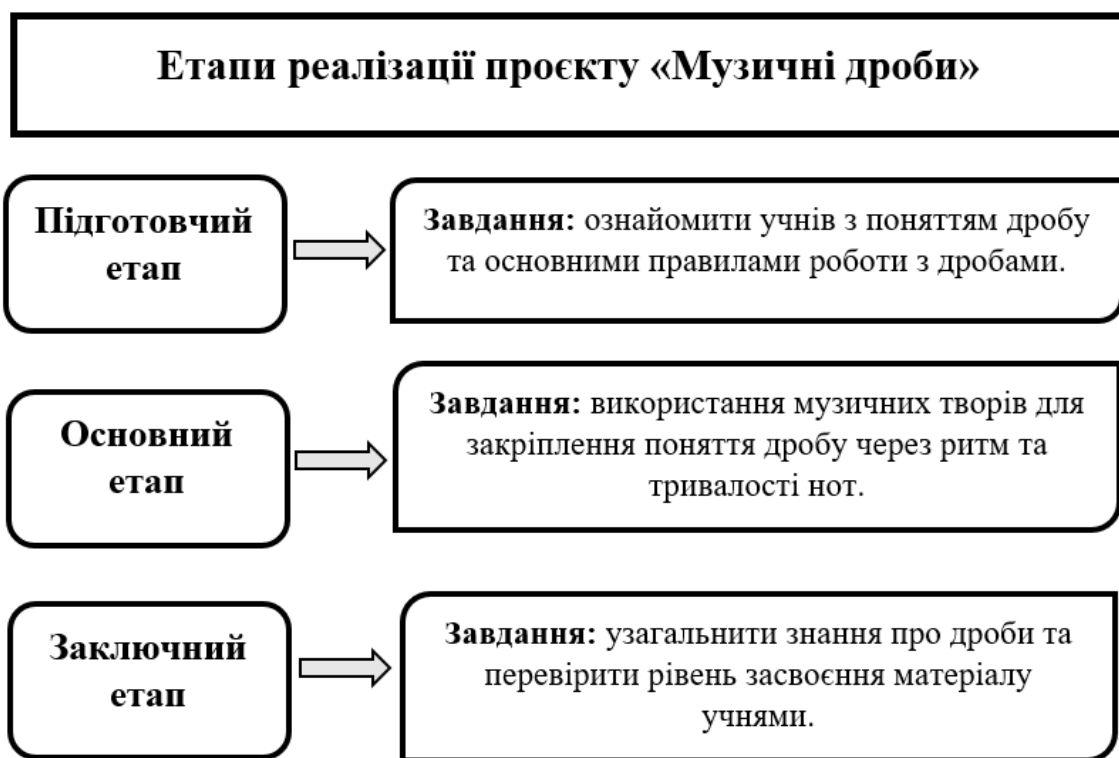 Етапи реалізації проєкту «Музичні дроби»
Підготовчий
етап
Завдання: ознайомити учнів з поняттям дробу
та основними правилами роботи з дробами.
Основний
етап
Завдання: використання музичних творів для
закріплення поняття дробу через ритм та
тривалості нот.
Заключний
етап
Завдання: узагальнити знання про дроби та
перевірити рівень засвоєння матеріалу
учнями.